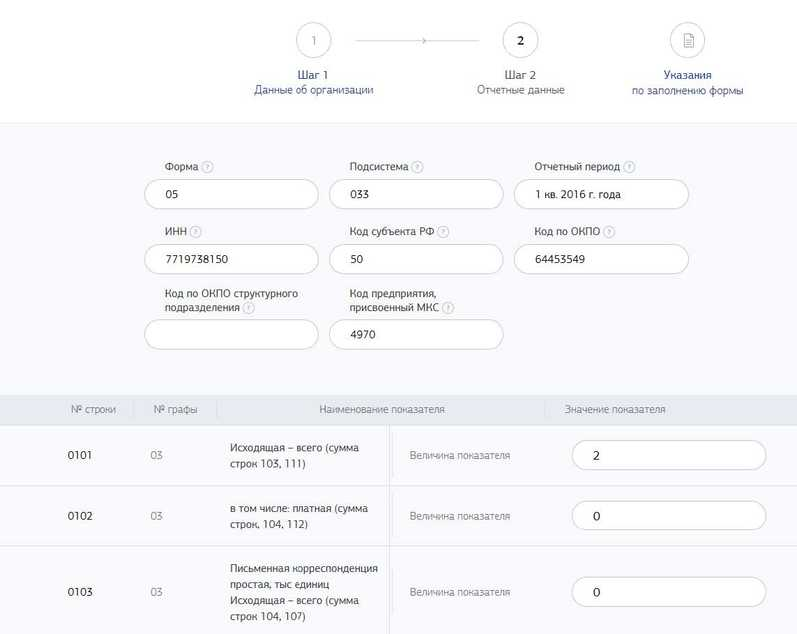 1
2
Шаг 1
Шаг 2
Указания
Данные об организации
Отчетные данные
по заполнению формы
Форма ?
Подсистема ?
Отчетный период ?
05
033
1 кв. 2016 г. года
ИНН ?
Код субъекта РФ ?
Код по ОКПО ?
7719738150
50
64453549
Код по ОКПО структурного
подразделения ?
Код предприятия,
присвоенный МКС ?
4970
№ строки
№ графы
Наименование показателя
Значение показателя
0101
03
Исходящая – всего (сумма
строк 103, 111)
Величина показателя
2
0102
03
в том числе: платная (сумма
строк, 104, 112)
Величина показателя
0
0103
03
Письменная корреспонденция
простая, тыс единиц
Исходящая – всего (сумма
строк 104, 107)
Величина показателя
0